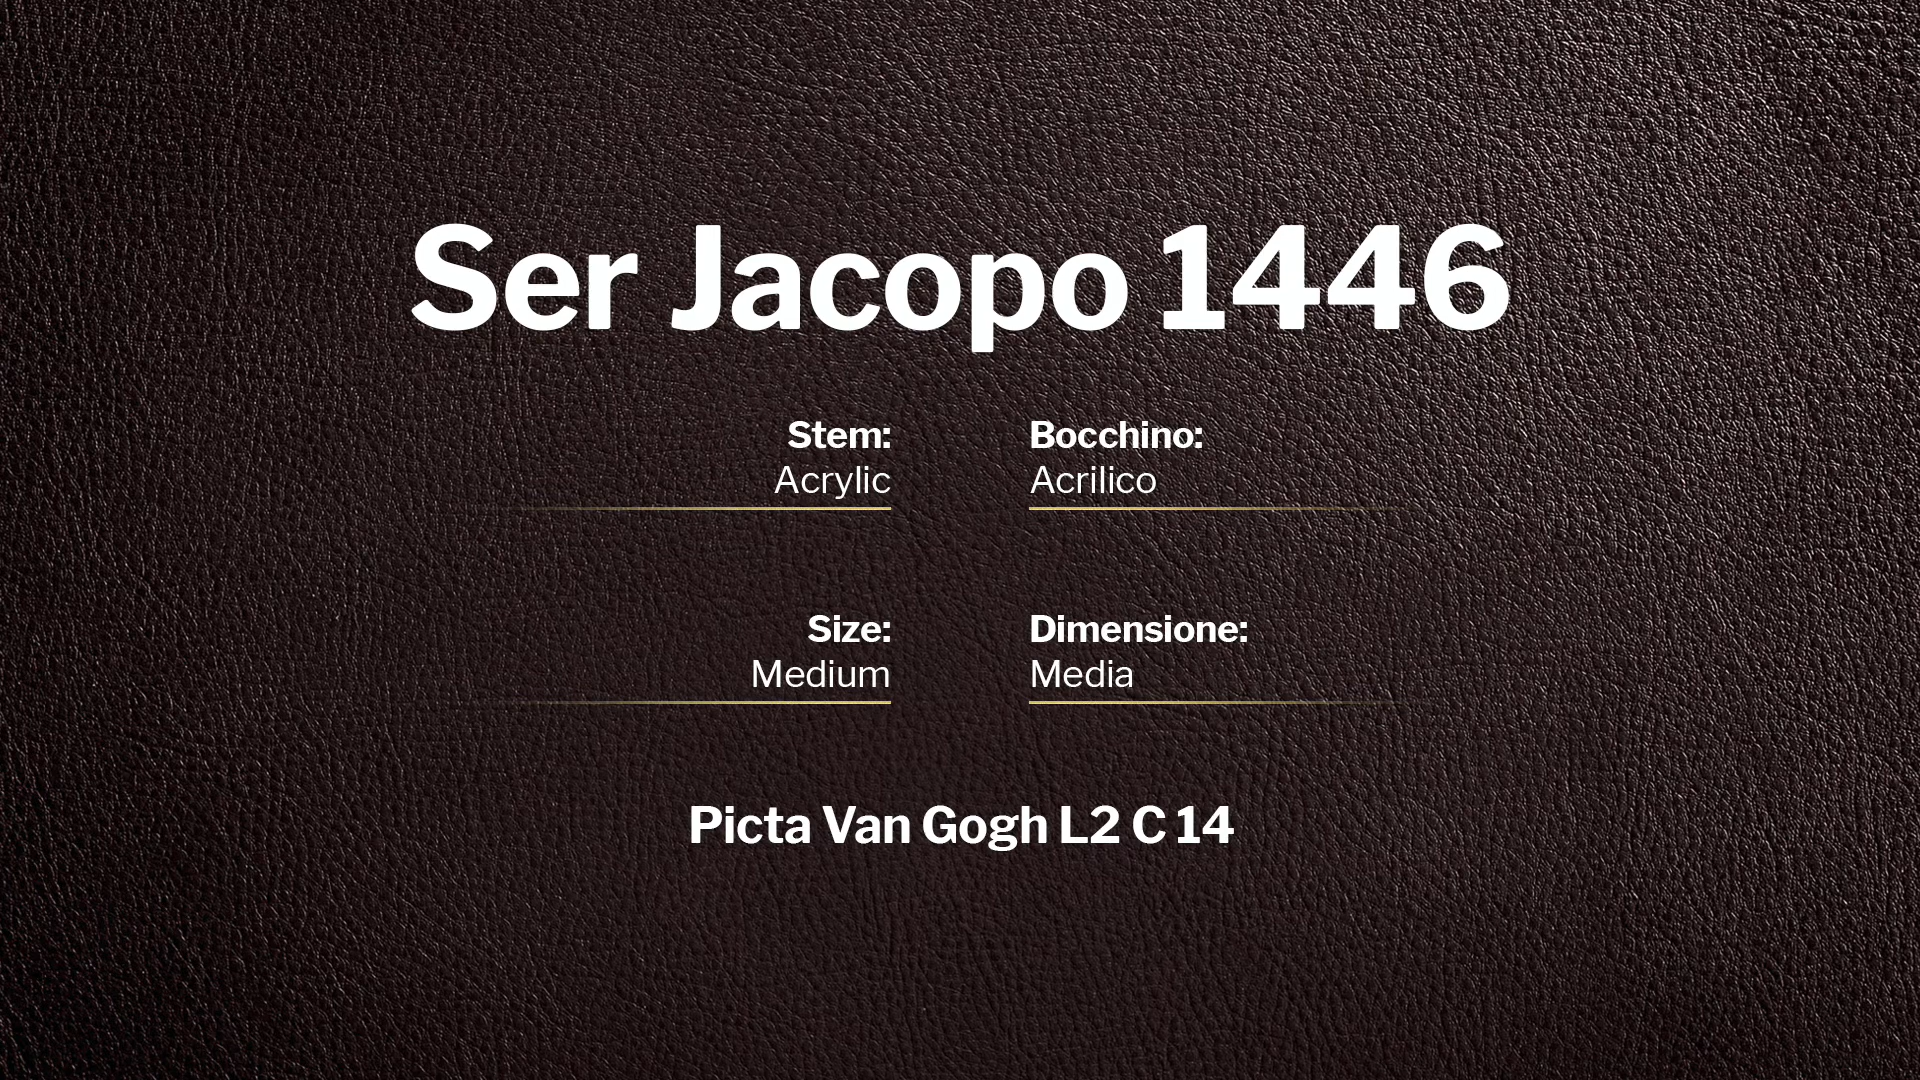 Ser Jacopo 1446
Stem:
Acrylic
Bocchino:
Acrilico
Size:
Medium
Dimensione:
Media
Picta Van Gogh L2 C 14